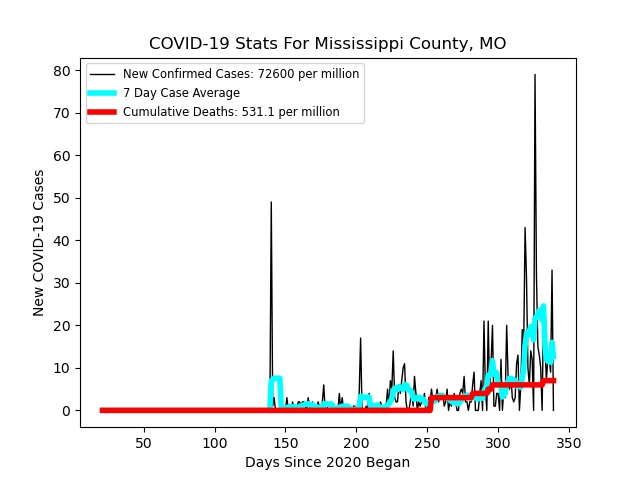 COVID-19 Stats For Mississippi County, MO
New Confirmed Cases: 72600 per million
7 Day Case Average
Cumulative Deaths: 531.1 per million
New COVID-19 Cases
80
70
60
50
40
30
20
10
0
50 100 150 200 250 300 350
Days Since 2020 Began